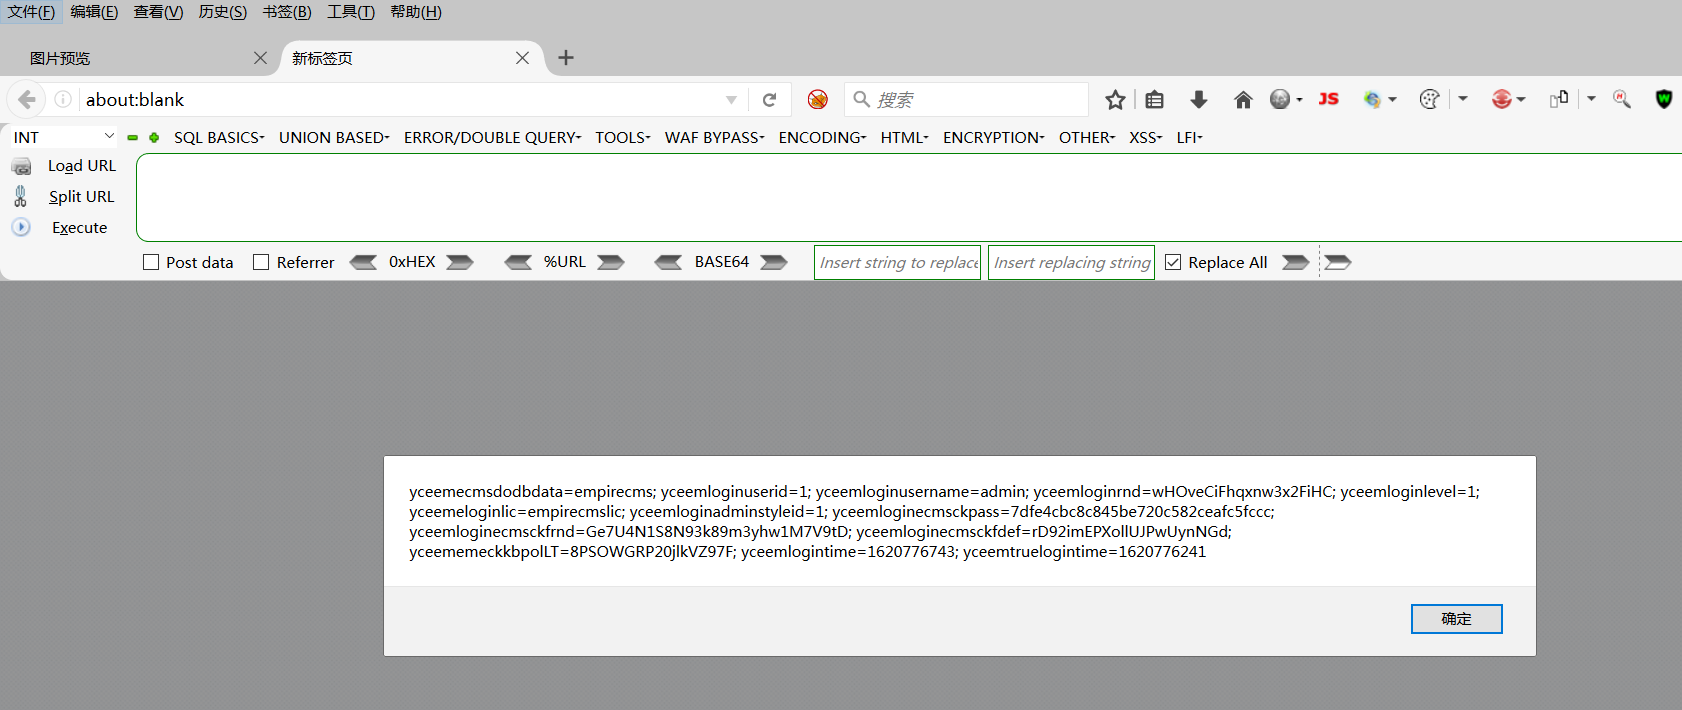 文件(F) 编辑(E) 查看(V) 历史(S) 书签(B) 工具(T) 帮助(H)
图片预览 新标签页
about:blank 搜索 JS
INT SQL BASICS UNION BASED ERROR/DOUBLE QUERY TOOLS WAF BYPASS ENCODING HTML ENCRYPTION OTHER XSS LFI
Load URL
Split URL
Execute
Post data Referrer 0xHEX %URL BASE64 Insert string to replace Insert replacing string Replace All
yceemecmsdodbdata=empirecms; yceemloginuserid=1; yceemloginusername=admin; yceemloginrnd=wHOveCiFhqxnw3x2FiHC; yceemloginlevel=1;
yceemeloginlic=empirecmslic; yceemloginadminstyleid=1; yceemloginecmsckpass=7dfe4cbc8c845be720c582ceafc5fccc;
yceemloginecmsckfrnd=Ge7U4N1S8N93k89m3yhw1M7V9tD; yceemloginecmsckfdef=rD92imEPXollUJPwUynNGd;
yceememeckkbpolLT=8PSOWGRP20jlkVZ97F; yceemlogintime=1620776743; yceemtruelogintime=1620776241
确定